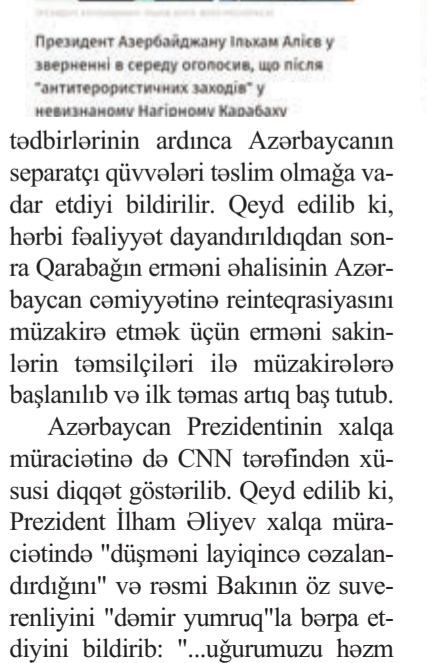 Президент Азербайджану Ільхам Алієв у
зверненні в середу оголосив, що після
"антитерористичних заходів" у
невизнаному Нагірному Карабаху
tədbirlərinin ardınca Azərbaycanın
separatçı qüvvələri təslim olmağa va-
dar etdiyi bildirilir. Qeyd edilib ki,
hərbi fəaliyyət dayandırıldıqdan son-
ra Qarabağın erməni əhalisinin Azər-
baycan cəmiyyətinə reinteqrasiyasını
müzakirə etmək üçün erməni sakin-
lərin təmsilçiləri ilə müzakirələrə
başlanılıb və ilk təmas artıq baş tutub.
Azərbaycan Prezidentinin xalqa
müraciətinə də CNN tərəfindən xü-
susi diqqət göstərilib. Qeyd edilib ki,
Prezident İlham Əliyev xalqa müra-
ciətində "düşməni layiqincə cəzalan-
dırdığını" və rəsmi Bakının öz suve-
renliyini "dəmir yumruq"la bərpa et-
diyini bildirib: "...uğurumuzu həzm